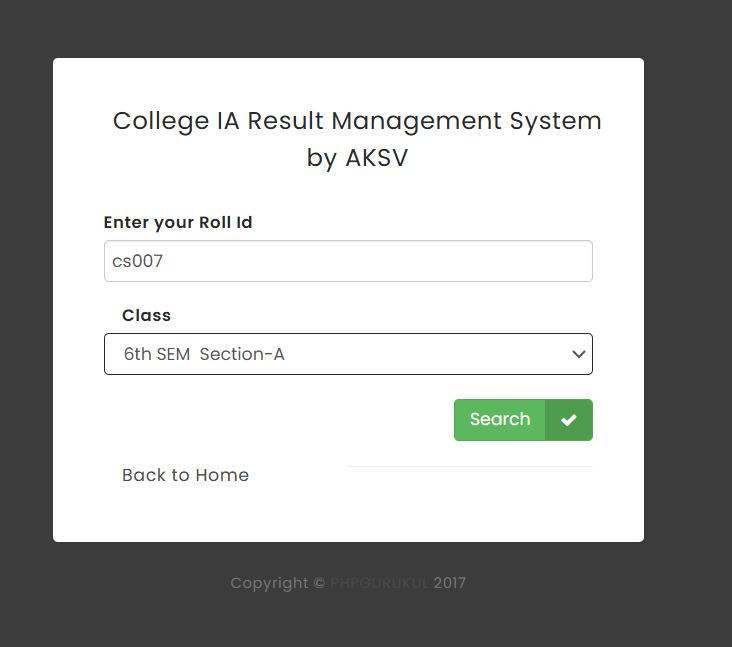 College IA Result Management System
by AKSV
Enter your Roll Id
cs007
Class
6th SEM  Section-A
Search
Back to Home
Copyright © PHPGURUKUL 2017